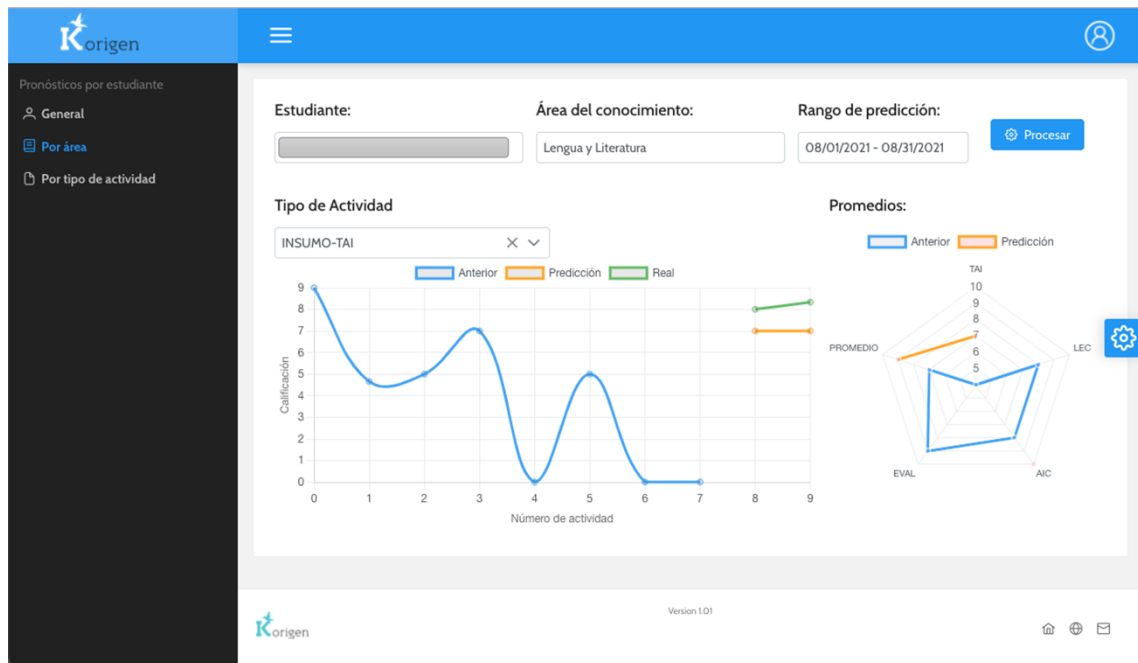 Korigen
Pronósticos por estudiante
General
Por área
Por tipo de actividad
Estudiante:
Área del conocimiento:
Rango de predicción:
Lengua y Literatura
08/01/2021 - 08/31/2021
Procesar
Tipo de Actividad
INSUMO-TAI
Anterior
Predicción
Real
Calificación
9
8
7
6
5
4
3
2
1
0
0 1 2 3 4 5 6 7 8 9
Número de actividad
Promedios:
Anterior
Predicción
TAI
10
9
8
7
6
5
PROMEDIO
LEC
EVAL
AIC
Korigen
Version 1.01